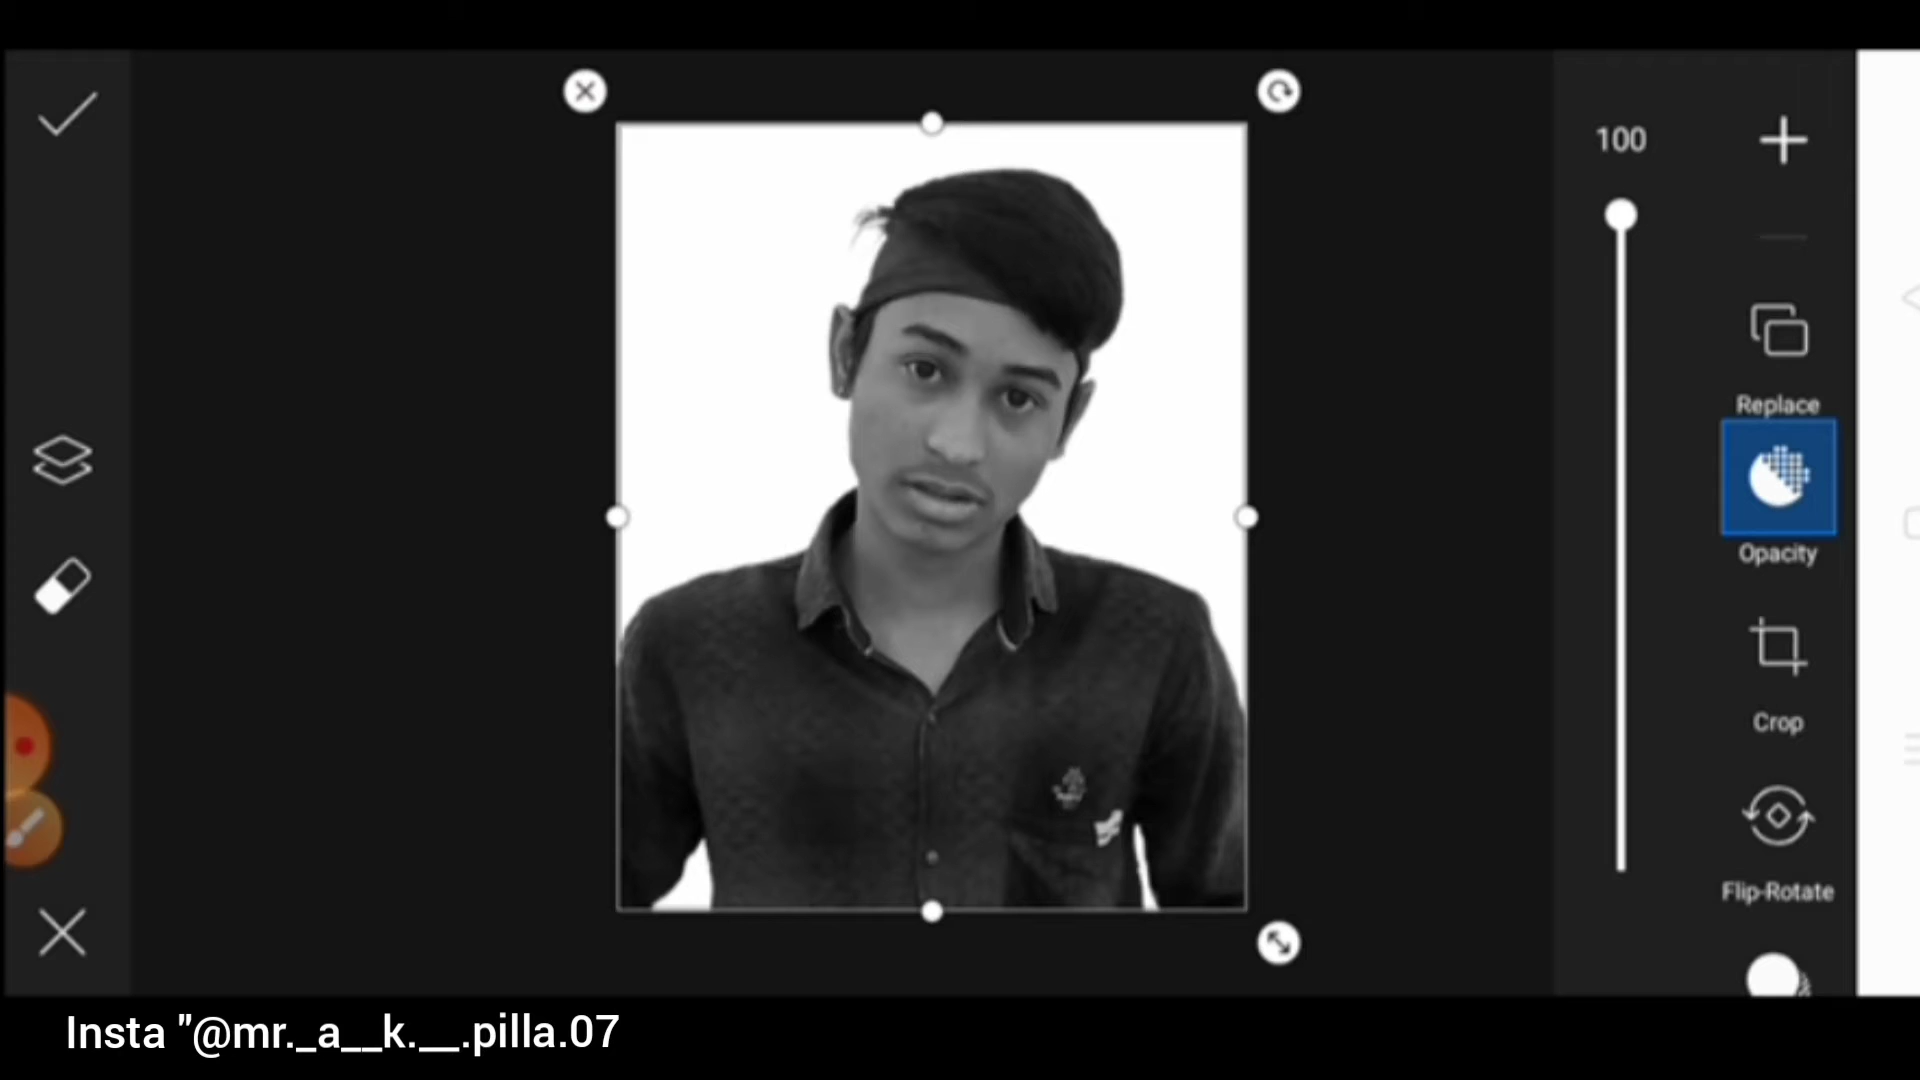 100
Replace
Opacity
Crop
Flip-Rotate
Insta "@mr._a__k.__.pilla.07